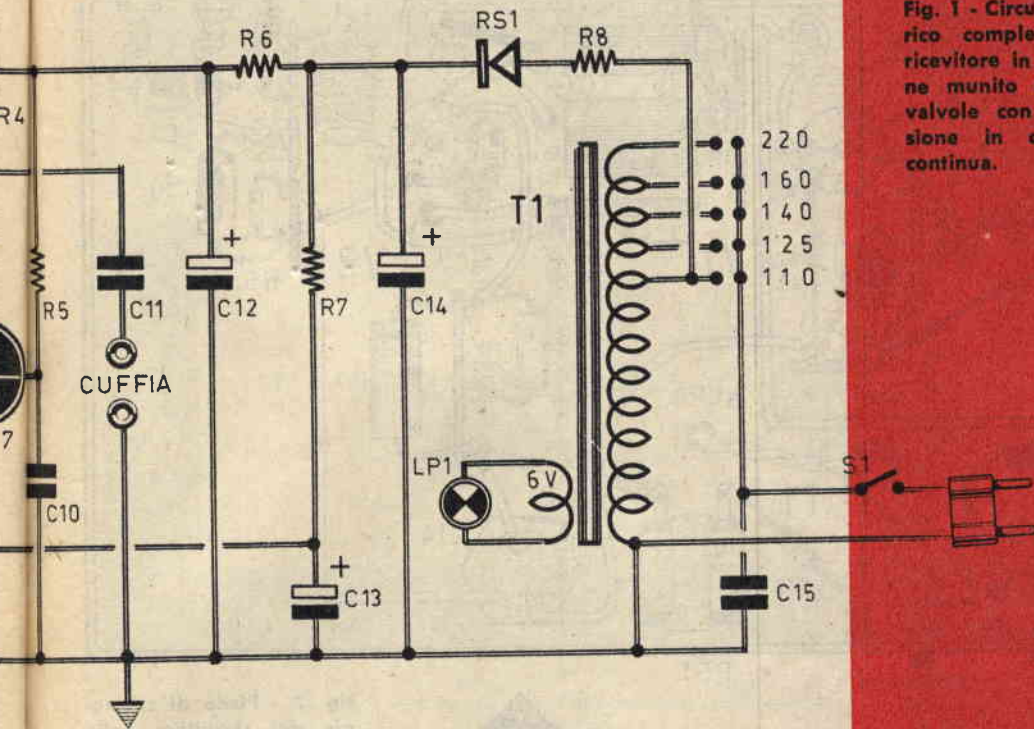 Fig. 1 - Circu
rico comple
ricevitore in
ne munito
valvole con
sione in c
continua.
R4
R6
RS1
R8
T1
220
160
140
125
110
R5
C11
C12
+
R7
C14
+
CUFFIA
7
C10
LP1
6V
S1
C13
+
C15